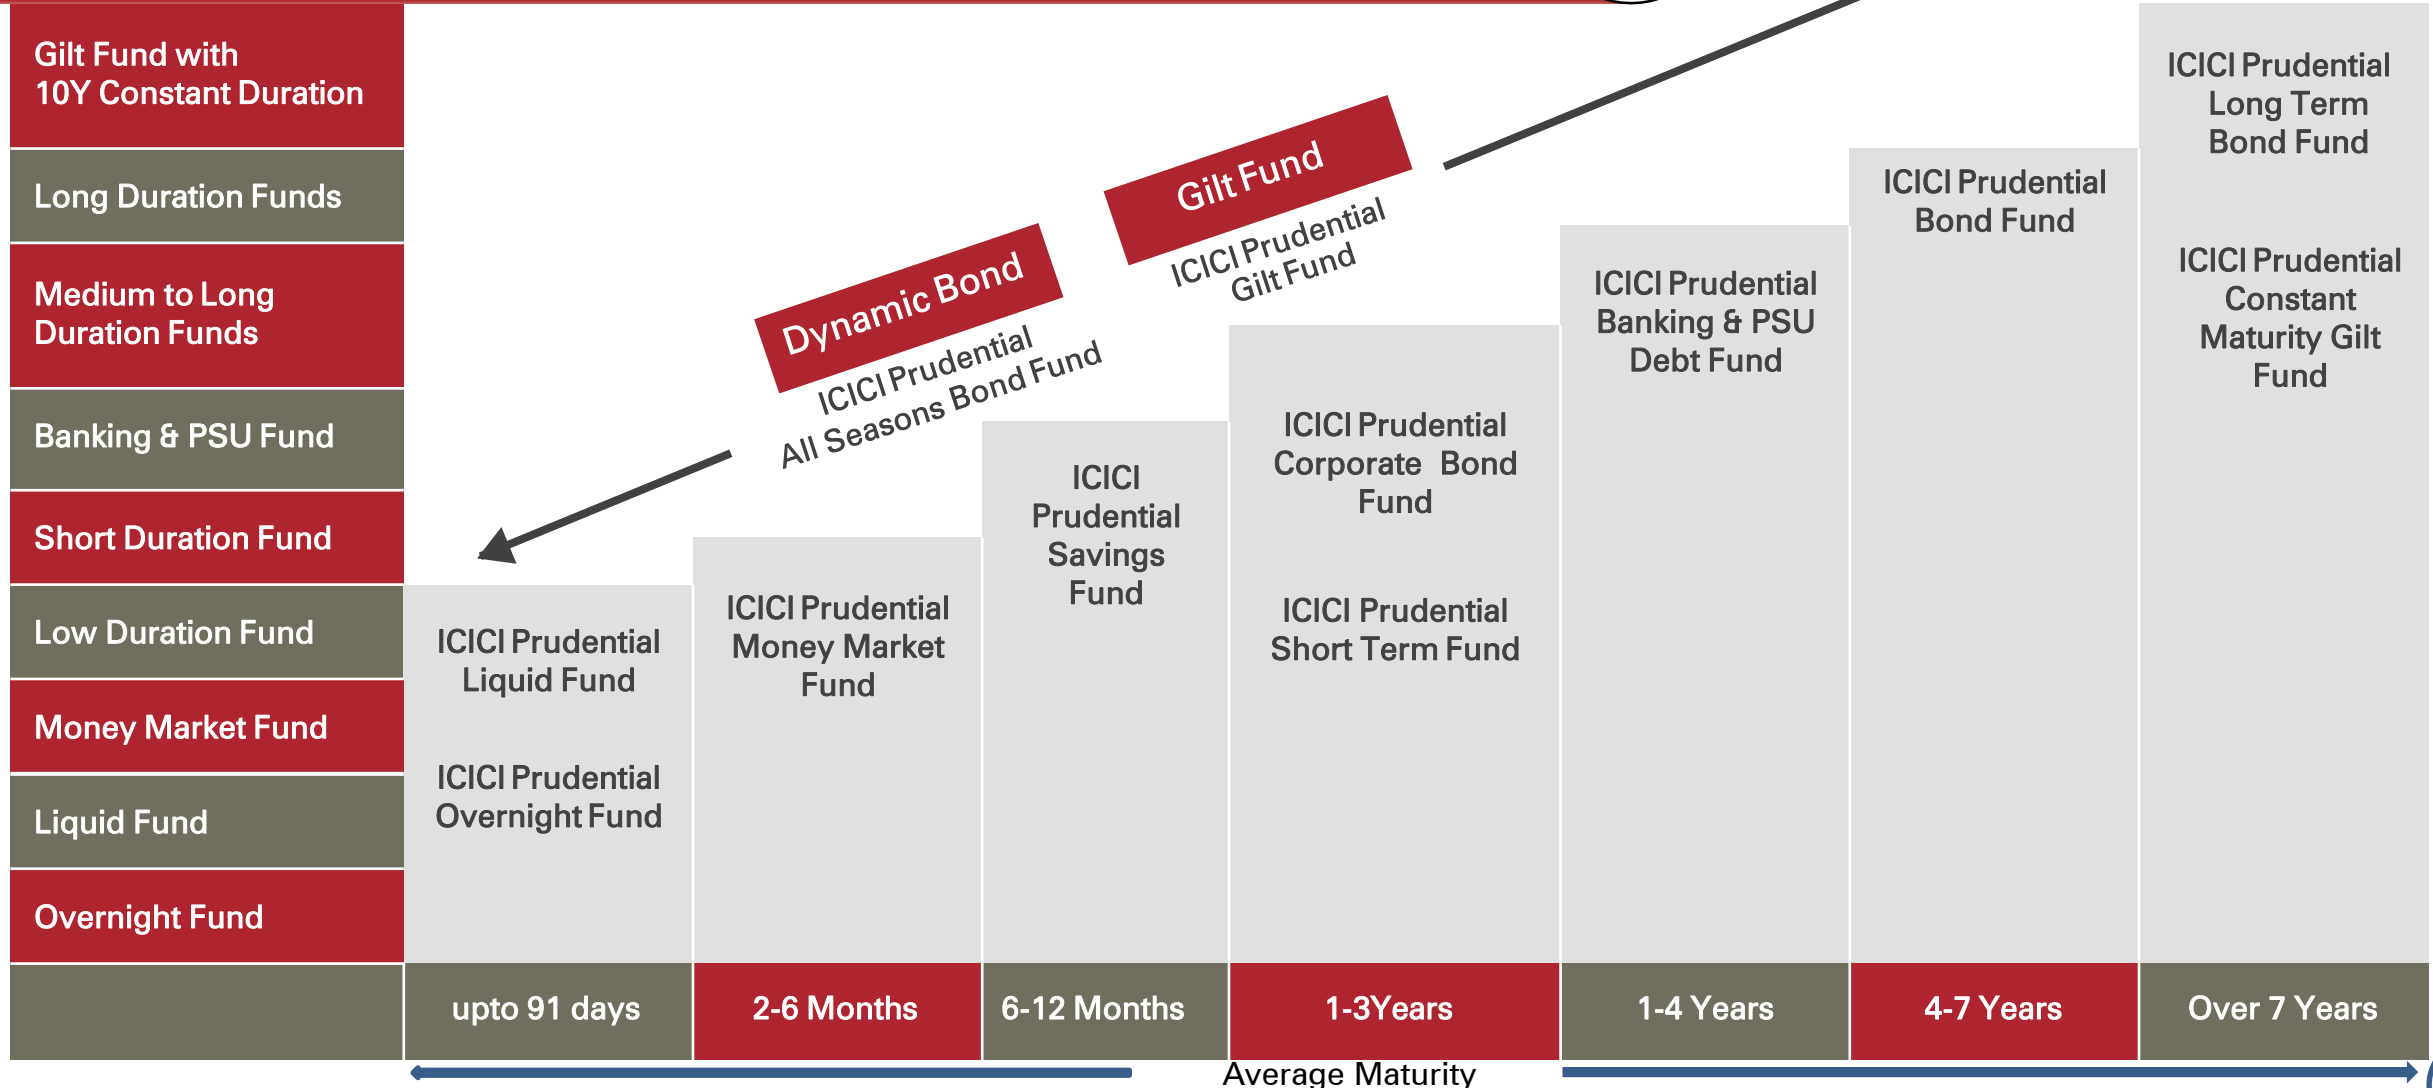 Gilt Fund with
10Y Constant Duration
Long Duration Funds
Medium to Long
Duration Funds
Banking & PSU Fund
Short Duration Fund
Low Duration Fund
Money Market Fund
Liquid Fund
Overnight Fund
Dynamic Bond
ICICI Prudential
All Seasons Bond Fund
Gilt Fund
ICICI Prudential
Gilt Fund
ICICI Prudential
Liquid Fund
ICICI Prudential
Overnight Fund
ICICI Prudential
Money Market
Fund
ICICI
Prudential
Savings
Fund
ICICI Prudential
Corporate Bond
Fund
ICICI Prudential
Short Term Fund
ICICI Prudential
Banking & PSU
Debt Fund
ICICI Prudential
Bond Fund
ICICI Prudential
Long Term
Bond Fund
ICICI Prudential
Constant
Maturity Gilt
Fund
upto 91 days
2-6 Months
6-12 Months
1-3Years
1-4 Years
4-7 Years
Over 7 Years
Average Maturity